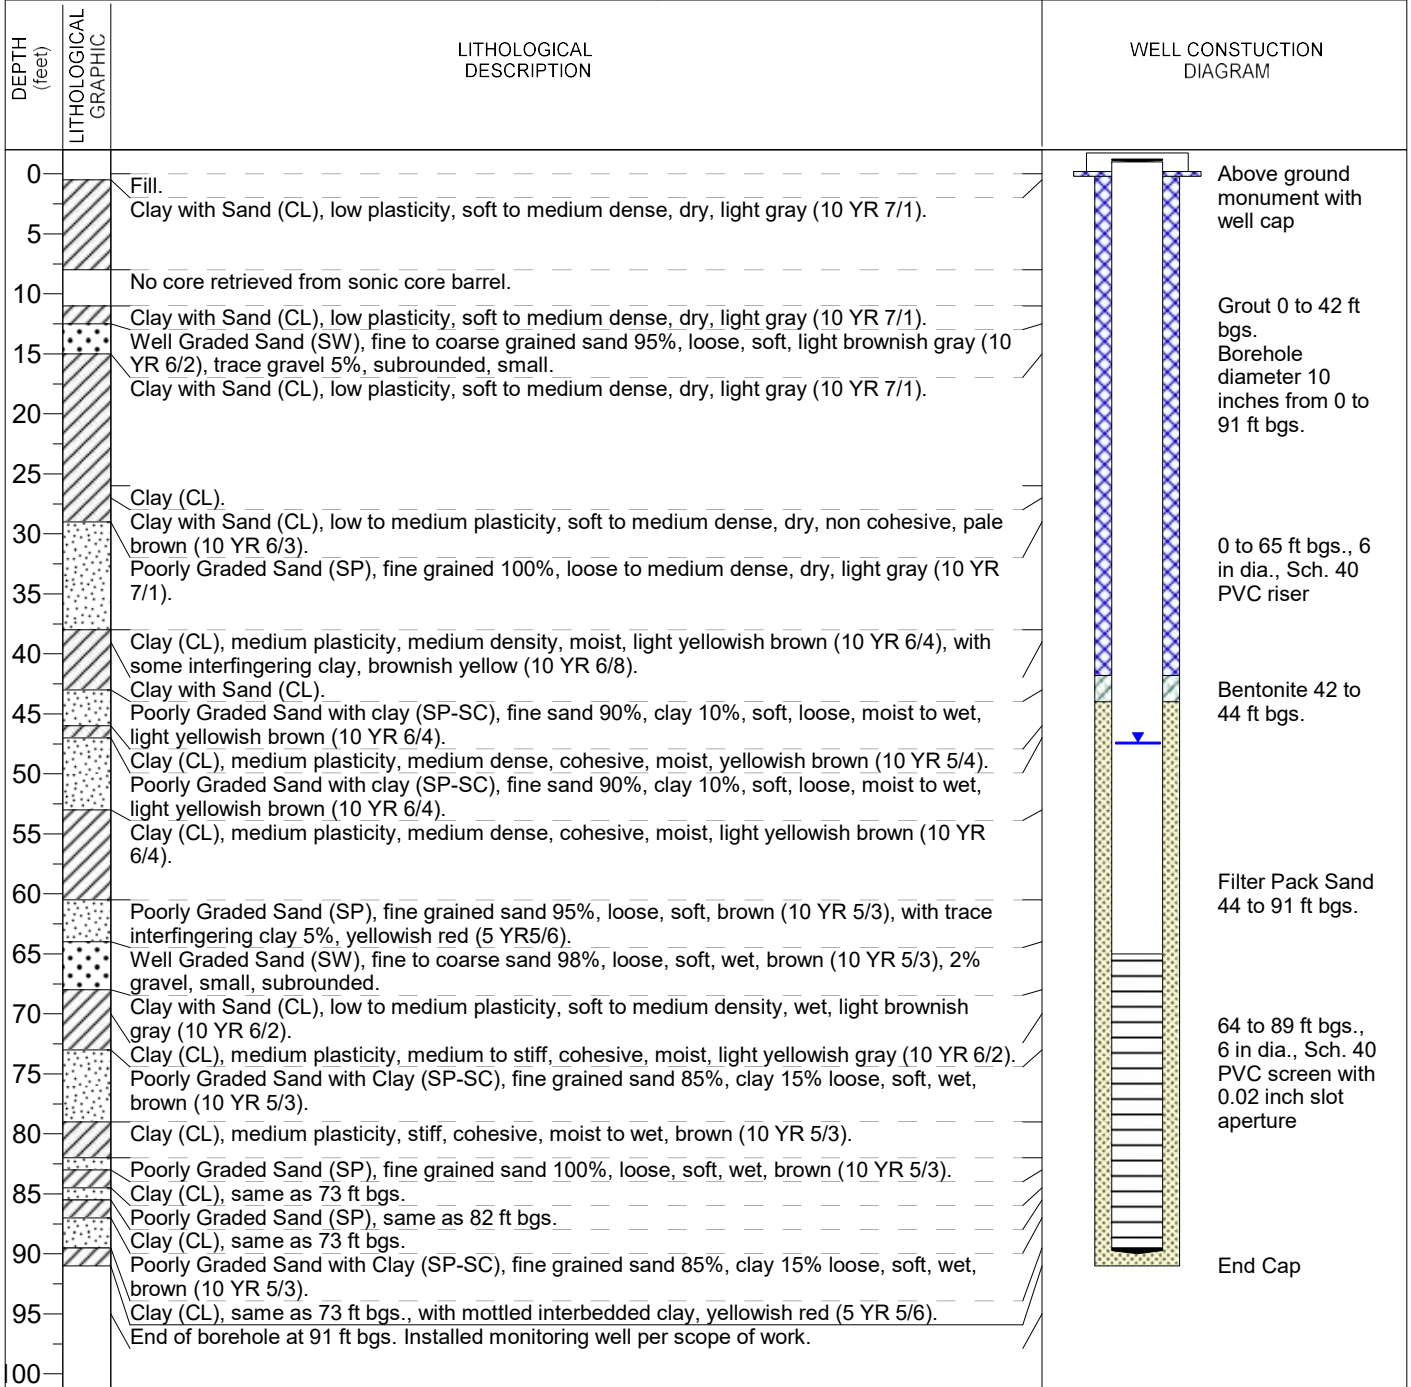 DEPTH
(feet)
LITHOLOGICAL
GRAPHIC
LITHOLOGICAL
DESCRIPTION
WELL CONSTUCTION
DIAGRAM
0
5
10
15
20
25
30
35
40
45
50
55
60
65
70
75
80
85
90
95
100
Fill.
Clay with Sand (CL), low plasticity, soft to medium dense, dry, light gray (10 YR 7/1).
No core retrieved from sonic core barrel.
Clay with Sand (CL), low plasticity, soft to medium dense, dry, light gray (10 YR 7/1).
Well Graded Sand (SW), fine to coarse grained sand 95%, loose, soft, light brownish gray (10
YR 6/2), trace gravel 5%, subrounded, small.
Clay with Sand (CL), low plasticity, soft to medium dense, dry, light gray (10 YR 7/1).
Clay (CL).
Clay with Sand (CL), low to medium plasticity, soft to medium dense, dry, non cohesive, pale
brown (10 YR 6/3).
Poorly Graded Sand (SP), fine grained 100%, loose to medium dense, dry, light gray (10 YR
7/1).
Clay (CL), medium plasticity, medium density, moist, light yellowish brown (10 YR 6/4), with
some interfingering clay, brownish yellow (10 YR 6/8).
Clay with Sand (CL).
Poorly Graded Sand with clay (SP-SC), fine sand 90%, clay 10%, soft, loose, moist to wet,
light yellowish brown (10 YR 6/4).
Clay (CL), medium plasticity, medium dense, cohesive, moist, yellowish brown (10 YR 5/4).
Poorly Graded Sand with clay (SP-SC), fine sand 90%, clay 10%, soft, loose, moist to wet,
light yellowish brown (10 YR 6/4).
Clay (CL), medium plasticity, medium dense, cohesive, moist, light yellowish brown (10 YR
6/4).
Poorly Graded Sand (SP), fine grained sand 95%, loose, soft, brown (10 YR 5/3), with trace
interfingering clay 5%, yellowish red (5 YR5/6).
Well Graded Sand (SW), fine to coarse sand 98%, loose, soft, wet, brown (10 YR 5/3), 2%
gravel, small, subrounded.
Clay with Sand (CL), low to medium plasticity, soft to medium density, wet, light brownish
gray (10 YR 6/2).
Clay (CL), medium plasticity, medium to stiff, cohesive, moist, light yellowish gray (10 YR 6/2).
Poorly Graded Sand with Clay (SP-SC), fine grained sand 85%, clay 15% loose, soft, wet,
brown (10 YR 5/3).
Clay (CL), medium plasticity, stiff, cohesive, moist to wet, brown (10 YR 5/3).
Poorly Graded Sand (SP), fine grained sand 100%, loose, soft, wet, brown (10 YR 5/3).
Clay (CL), same as 73 ft bgs.
Poorly Graded Sand (SP), same as 82 ft bgs.
Clay (CL), same as 73 ft bgs.
Poorly Graded Sand with Clay (SP-SC), fine grained sand 85%, clay 15% loose, soft, wet,
brown (10 YR 5/3).
Clay (CL), same as 73 ft bgs., with mottled interbedded clay, yellowish red (5 YR 5/6).
End of borehole at 91 ft bgs. Installed monitoring well per scope of work.
Above ground
monument with
well cap
Grout 0 to 42 ft
bgs.
Borehole
diameter 10
inches from 0 to
91 ft bgs.
0 to 65 ft bgs., 6
in dia., Sch. 40
PVC riser
Bentonite 42 to
44 ft bgs.
Filter Pack Sand
44 to 91 ft bgs.
64 to 89 ft bgs.,
6 in dia., Sch. 40
PVC screen with
0.02 inch slot
aperture
End Cap